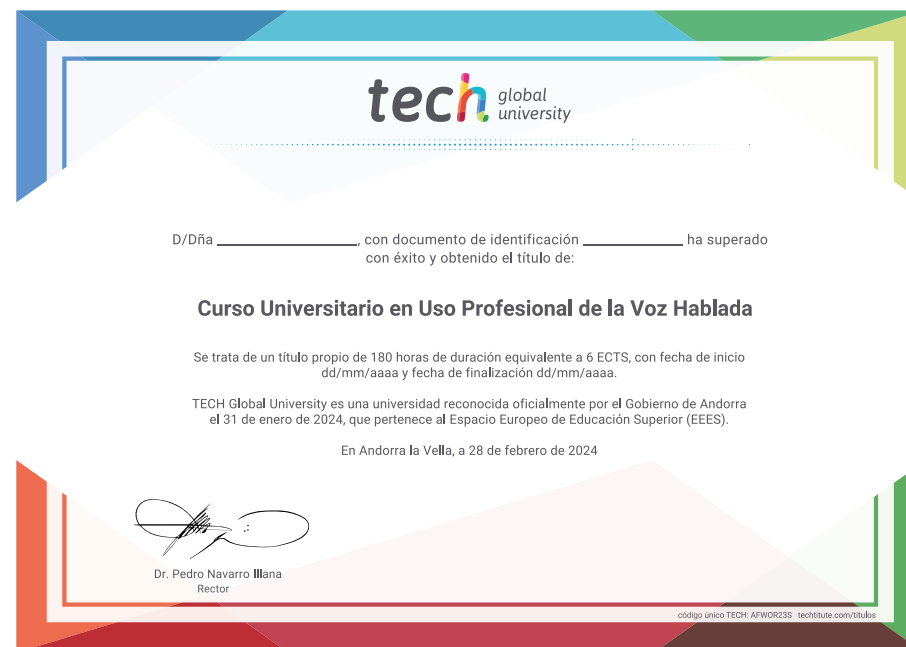 tech global university
D/Dña ________________, con documento de identificación ____________ ha superado
con éxito y obtenido el título de:
Curso Universitario en Uso Profesional de la Voz Hablada
Se trata de un título propio de 180 horas de duración equivalente a 6 ECTS, con fecha de inicio
dd/mm/aaaa y fecha de finalización dd/mm/aaaa.
TECH Global University es una universidad reconocida oficialmente por el Gobierno de Andorra
el 31 de enero de 2024, que pertenece al Espacio Europeo de Educación Superior (EEES).
En Andorra la Vella, a 28 de febrero de 2024
Dr. Pedro Navarro Illana
Rector
código único TECH: AFWOR23S techtitute.com/titulos